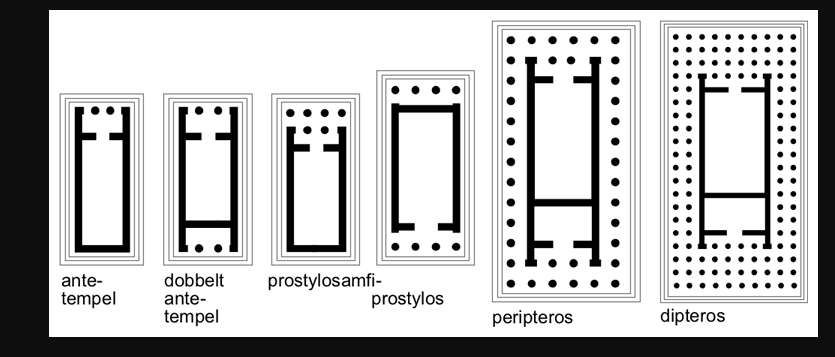 ante-
tempel
dobbelt
ante-
tempel
prostylosamfi-
prostylos
peripteros
dipteros